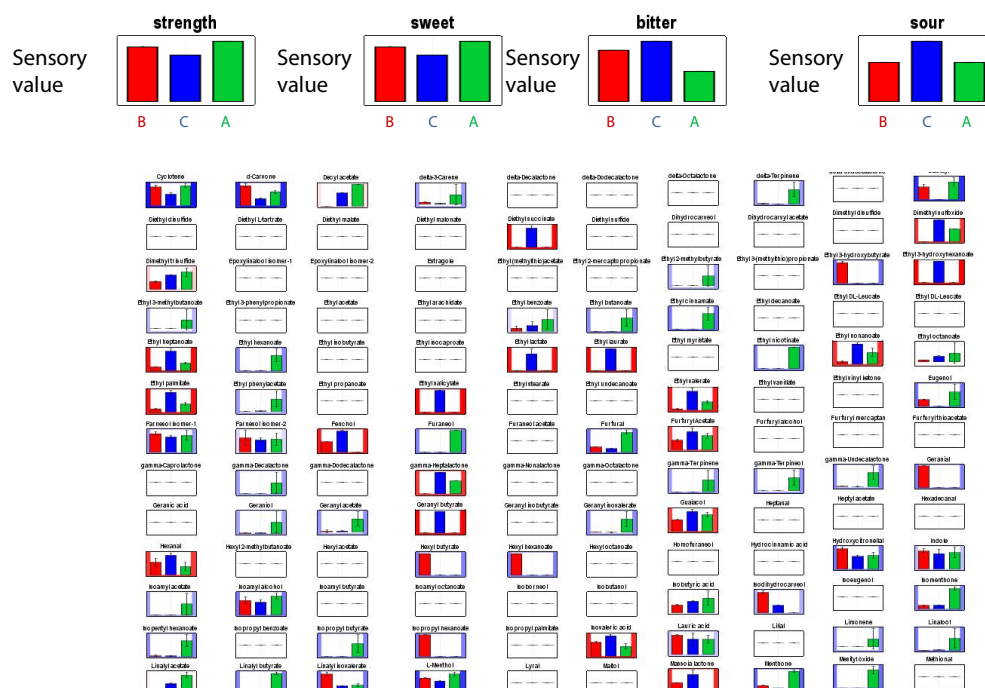 strength sweet bitter sour
Sensory value Sensory value Sensory value Sensory value
B C A B C A B C A B C A
Cyclotene d-Carvone Decyl acetate delta-3-Carene delta-Decalactone delta-Dodecalactone delta-Octalactone delta-Terpinene
Diethyl disulfide Diethyl L-tartrate Diethyl malate Diethyl malonate Diethyl succinate Diethyl sulfide Dihydrocarveol Dihydrocarvyl acetate Dimethyl disulfide Dimethyl sulfoxide
Dimethyl trisulfide Epoxylinalool isomer-1 Epoxylinalool isomer-2 Estragole Ethyl (methylthio)acetate Ethyl 2-mercaptopropionate Ethyl 2-methylbutyrate Ethyl 3-(methylthio)propionate Ethyl 3-hydroxybutyrate Ethyl 3-hydroxyhexanoate
Ethyl 3-methylbutanoate Ethyl 3-phenylpropionate Ethyl acetate Ethyl arachidate Ethyl benzoate Ethyl butanoate Ethyl cinnamate Ethyl decanoate Ethyl DL-Leucate Ethyl DL-Leucate
Ethyl heptanoate Ethyl hexanoate Ethyl isobutyrate Ethyl isocaproate Ethyl lactate Ethyl laurate Ethyl myristate Ethyl nicotinate Ethyl nonanoate Ethyl octanoate
Ethyl palmitate Ethyl phenylacetate Ethyl propanoate Ethyl salicylate Ethyl stearate Ethyl undecanoate Ethyl valerate Ethyl vanillate Ethyl vinyl ketone Eugenol
Farnesol isomer-1 Farnesol isomer-2 Fenchol Furaneol Furaneol acetate Furfural Furfuryl Acetate Furfuryl alcohol Furfuryl mercaptan Furfuryl thioacetate
gamma-Caprolactone gamma-Decalactone gamma-Dodecalactone gamma-Heptalactone gamma-Nonalactone gamma-Octalactone gamma-Terpinene gamma-Terpineol gamma-Undecalactone Geranial
Geranic acid Geraniol Geranyl acetate Geranyl butyrate Geranyl isobutyrate Geranyl isovalerate Guaiacol Heptanal Heptyl acetate Hexadecanal
Hexanal Hexyl 2-methylbutanoate Hexyl acetate Hexyl butyrate Hexyl hexanoate Hexyl octanoate Homofuraneol Hydrocinnamic acid Hydroxycitronellal Indole
Isoamyl acetate Isoamyl alcohol Isoamyl butyrate Isoamyl octanoate Isoborneol Isobutanol Isobutyric acid Isodihydrocarveol Isoeugenol Isomenthone
Isopentyl hexanoate Isopropyl benzoate Isopropyl butyrate Isopropyl hexanoate Isopropyl palmitate Isovaleric acid Lauric acid Lilial Limonene Linalool
Linalyl acetate Linalyl butyrate Linalyl isovalerate L-Menthol Lyral Maltol Massoia lactone Menthone Mesityl oxide Methional